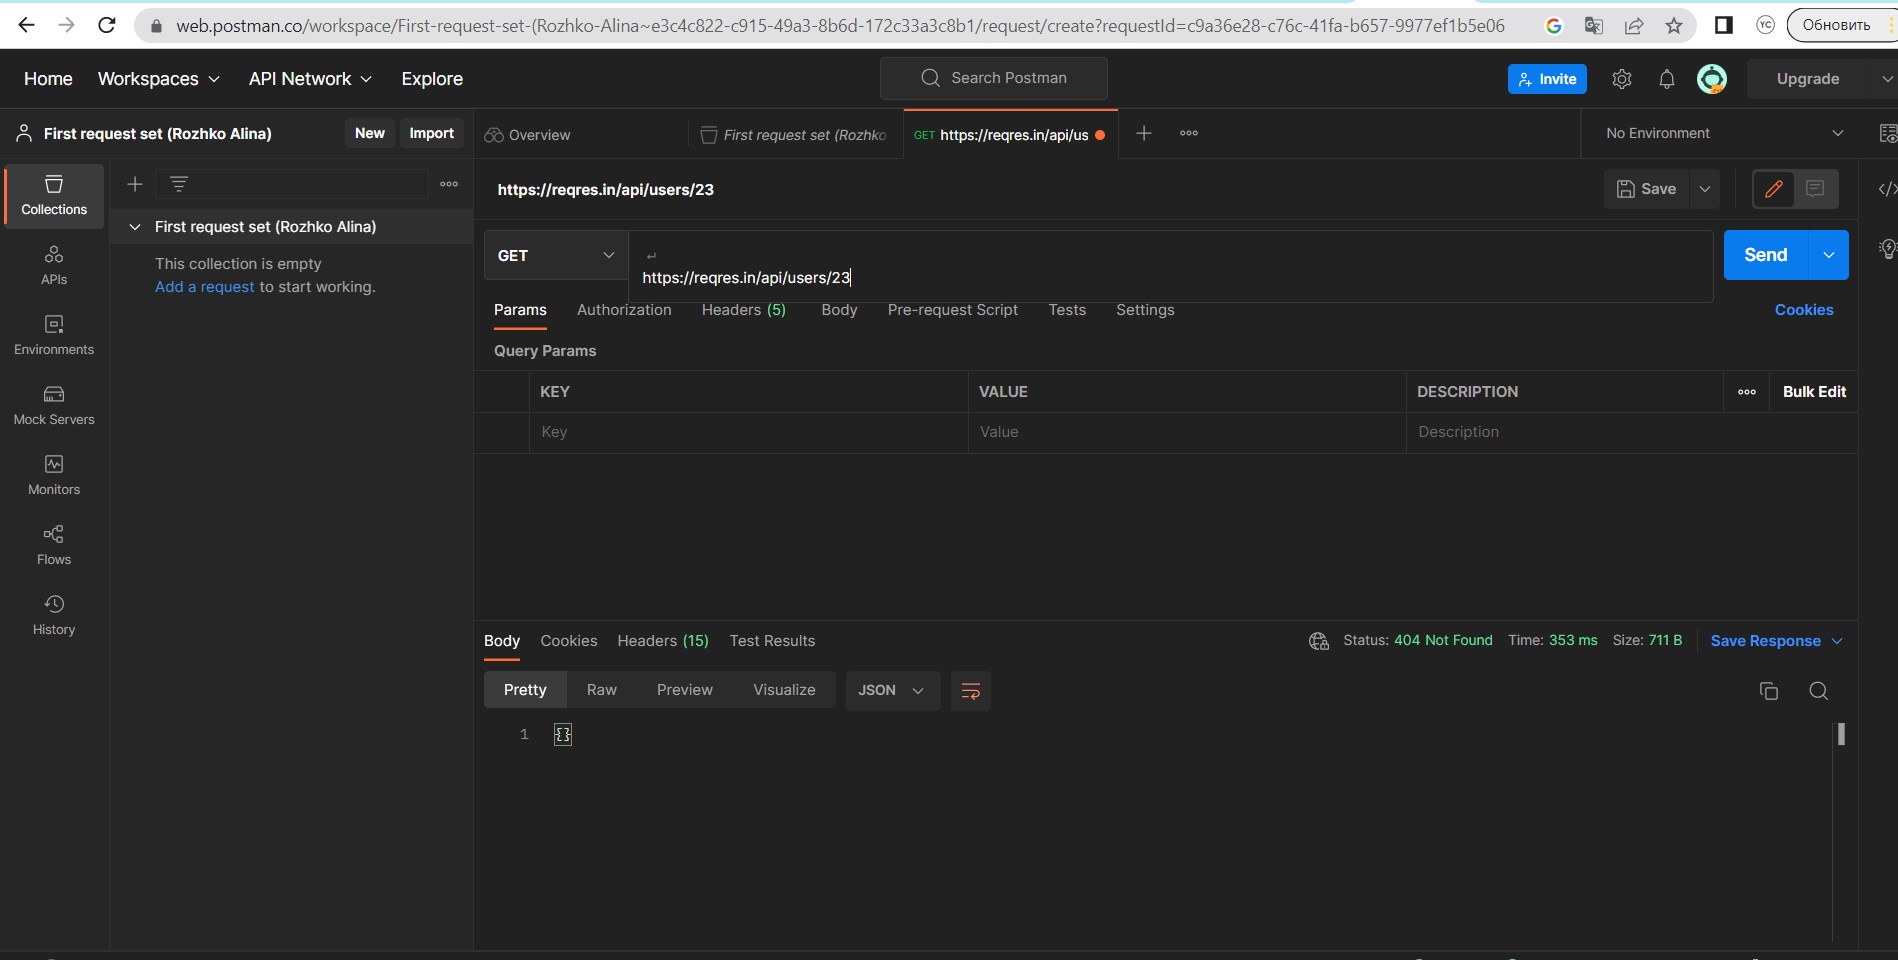 web.postman.co/workspace/First-request-set-(Rozhko-Alina~e3c4c822-c915-49a3-8b6d-172c33a3c8b1/request/create?requestId=c9a36e28-c76c-41fa-b657-9977ef1b5e06
YC
Обновить
Home
Workspaces
API Network
Explore
Search Postman
Invite
Upgrade
First request set (Rozhko Alina)
New
Import
Overview
First request set (Rozhko
GET https://reqres.in/api/us
No Environment
Collections
APIs
Environments
Mock Servers
Monitors
Flows
History
First request set (Rozhko Alina)
This collection is empty
Add a request to start working.
https://reqres.in/api/users/23
Save
GET
https://reqres.in/api/users/23
Send
Params
Authorization
Headers (5)
Body
Pre-request Script
Tests
Settings
Cookies
Query Params
KEY
VALUE
DESCRIPTION
Bulk Edit
Key
Value
Description
Body
Cookies
Headers (15)
Test Results
Status: 404 Not Found
Time: 353 ms
Size: 711 B
Save Response
Pretty
Raw
Preview
Visualize
JSON
1 {}